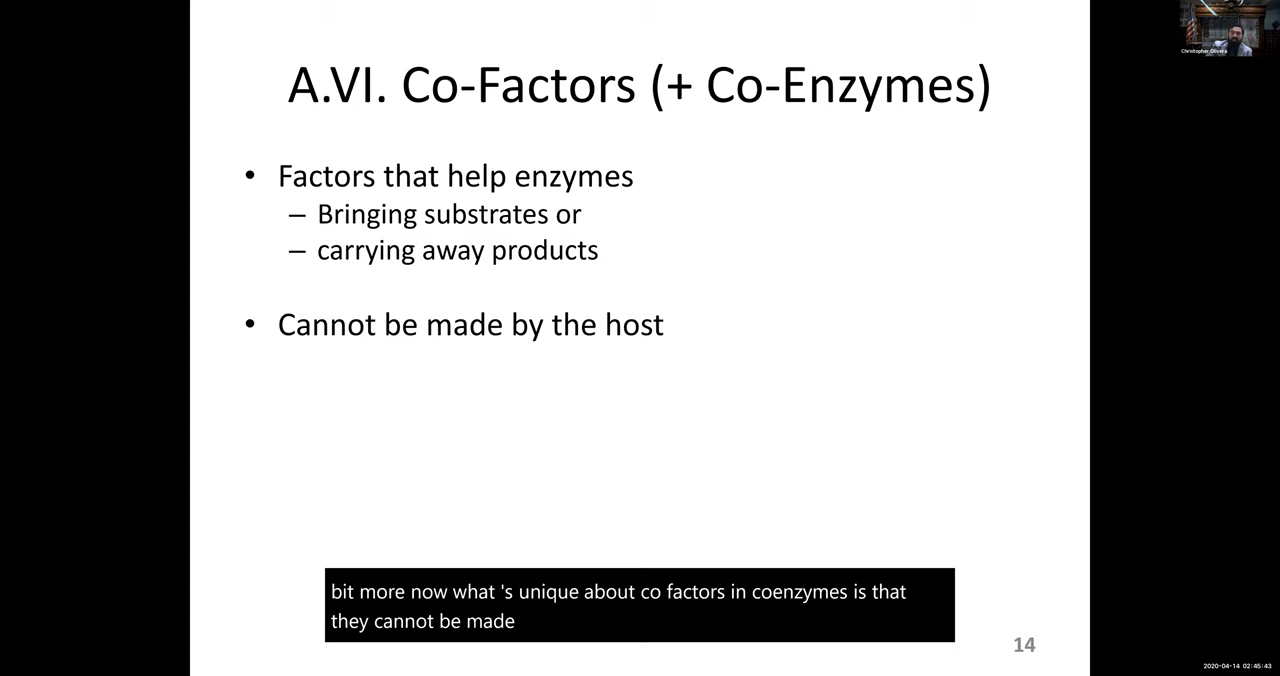 Christopher Olivera
A.VI. Co-Factors (+ Co-Enzymes)
• Factors that help enzymes
– Bringing substrates or
– carrying away products
• Cannot be made by the host
bit more now what 's unique about co factors in coenzymes is that
they cannot be made
14
2020-04-14 02:45:43